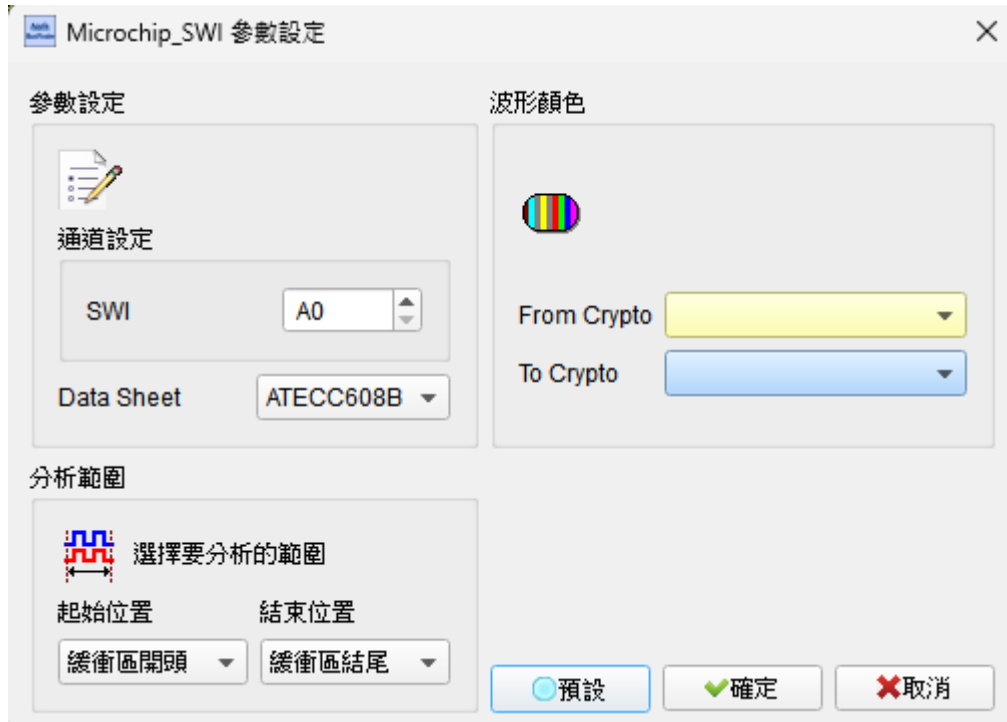 Microchip_SWI 參數設定
參數設定
通道設定
SWI
A0
Data Sheet
ATECC608B
波形顏色
From Crypto
To Crypto
分析範圍
選擇要分析的範圍
起始位置
結束位置
緩衝區開頭
緩衝區結尾
預設
確定
取消